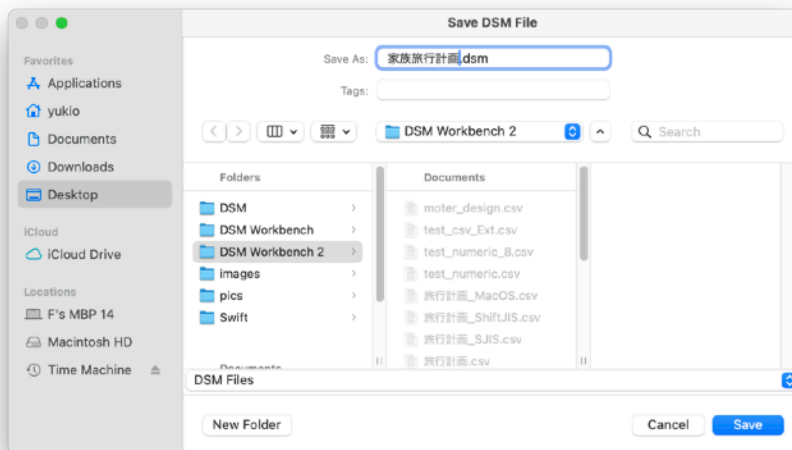 Save DSM File
Save As: 家族旅行計画.dsm
Tags:
DSM Workbench 2
Search
Favorites
Applications
yukio
Documents
Downloads
Desktop
iCloud
iCloud Drive
Locations
F's MBP 14
Macintosh HD
Time Machine
Folders
DSM
DSM Workbench
DSM Workbench 2
images
pics
Swift
Documents
Documents
moter_design.csv
test_csv_Ext.csv
test_numeric_8.csv
test_numeric.csv
旅行計画_MacOS.csv
旅行計画_ShiftJIS.csv
旅行計画_SJIS.csv
旅行計画.csv
DSM Files
New Folder
Cancel
Save